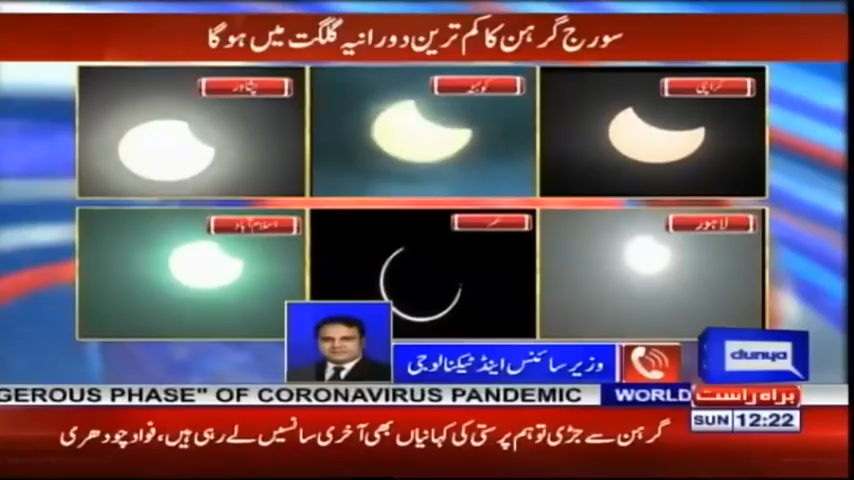 سورج گرہن کا کم ترین دورانیہ گلگت میں ہوگا
پشاور
کوئٹہ
کراچی
اسلام آباد
سکھر
لاہور
وزیر سائنس اینڈ ٹیکنالوجی
dunya
GEROUS PHASE" OF CORONAVIRUS PANDEMIC
WORLD
براہ راست
SUN 12:22
گرہن سے جڑی توہم پرستی کی کہانیاں بھی آخری سانسیں لے رہی ہیں، فواد چودھری